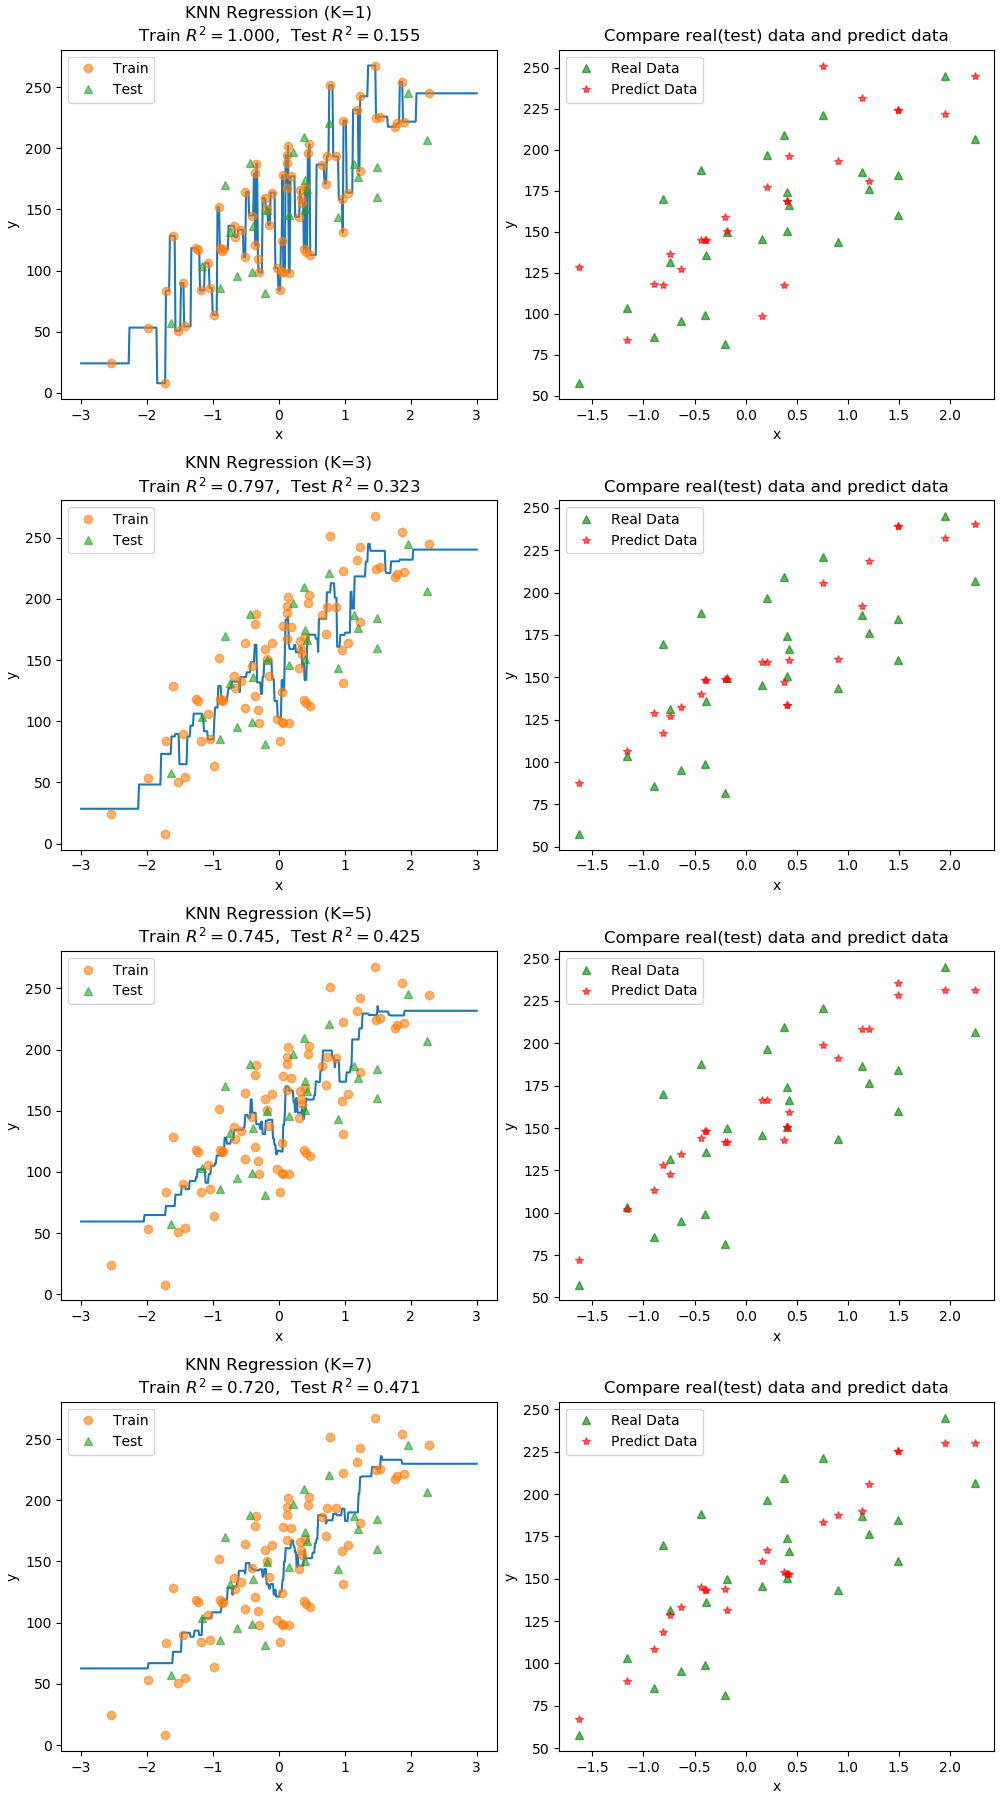 KNN Regression (K=1)
Train R² = 1.000, Test R² = 0.155
Train
Test
250
200
150
100
50
0
y
−3 −2 −1 0 1 2 3
x
Compare real(test) data and predict data
Real Data
Predict Data
250
225
200
175
150
125
100
75
50
y
−1.5 −1.0 −0.5 0.0 0.5 1.0 1.5 2.0
x
KNN Regression (K=3)
Train R² = 0.797, Test R² = 0.323
Train
Test
250
200
150
100
50
0
y
−3 −2 −1 0 1 2 3
x
Compare real(test) data and predict data
Real Data
Predict Data
250
225
200
175
150
125
100
75
50
y
−1.5 −1.0 −0.5 0.0 0.5 1.0 1.5 2.0
x
KNN Regression (K=5)
Train R² = 0.745, Test R² = 0.425
Train
Test
250
200
150
100
50
0
y
−3 −2 −1 0 1 2 3
x
Compare real(test) data and predict data
Real Data
Predict Data
250
225
200
175
150
125
100
75
50
y
−1.5 −1.0 −0.5 0.0 0.5 1.0 1.5 2.0
x
KNN Regression (K=7)
Train R² = 0.720, Test R² = 0.471
Train
Test
250
200
150
100
50
0
y
−3 −2 −1 0 1 2 3
x
Compare real(test) data and predict data
Real Data
Predict Data
250
225
200
175
150
125
100
75
50
y
−1.5 −1.0 −0.5 0.0 0.5 1.0 1.5 2.0
x